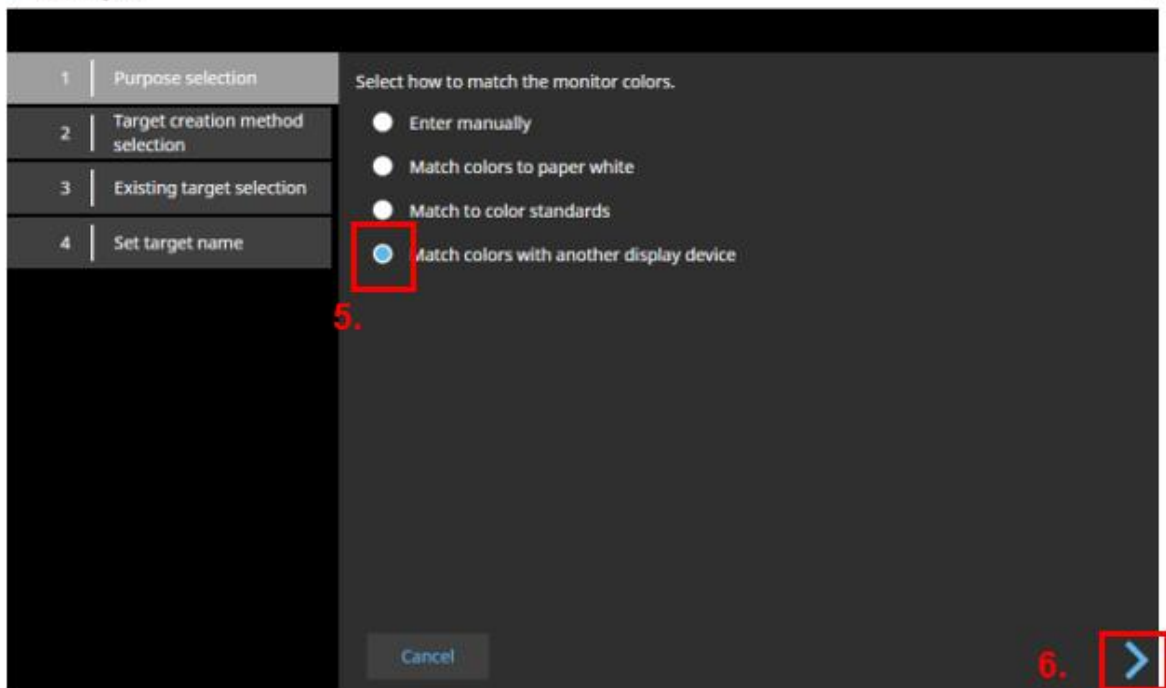 1 Purpose selection
2 Target creation method
selection
3 Existing target selection
4 Set target name
Select how to match the monitor colors.
Enter manually
Match colors to paper white
Match to color standards
Match colors with another display device
5.
Cancel
6.